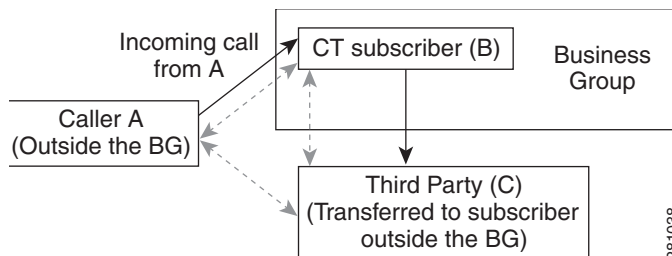 Incoming call
from A
CT subscriber (B)
Business
Group
Caller A
(Outside the BG)
Third Party (C)
(Transferred to subscriber
outside the BG)